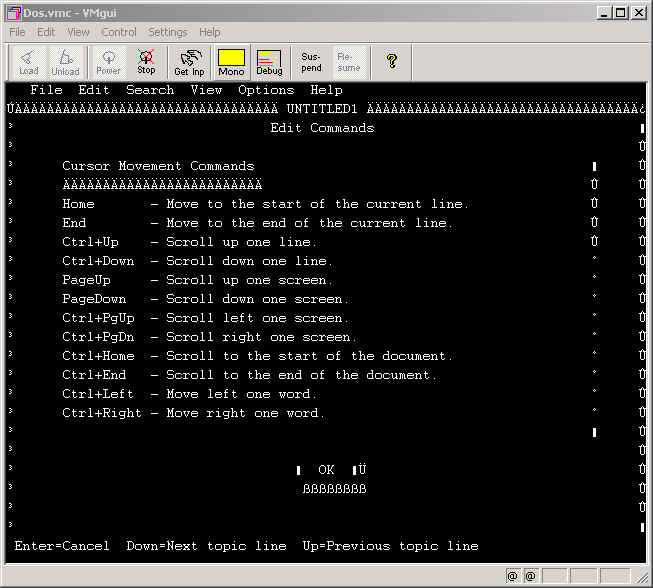 Dos.vmc - VMgui
File Edit View Control Settings Help
Load Unload Power Stop Get Inp Mono Debug Sus-pend Re-sume ?
File Edit Search View Options Help
UNTITLED1
Edit Commands
Cursor Movement Commands
ÄÄÄÄÄÄÄÄÄÄÄÄÄÄÄÄÄÄÄÄÄÄÄÄÄ
Home - Move to the start of the current line.
End - Move to the end of the current line.
Ctrl+Up - Scroll up one line.
Ctrl+Down - Scroll down one line.
PageUp - Scroll up one screen.
PageDown - Scroll down one screen.
Ctrl+PgUp - Scroll left one screen.
Ctrl+PgDn - Scroll right one screen.
Ctrl+Home - Scroll to the start of the document.
Ctrl+End - Scroll to the end of the document.
Ctrl+Left - Move left one word.
Ctrl+Right - Move right one word.
OK Ü
ßßßßßßßß
Enter=Cancel Down=Next topic line Up=Previous topic line
@ @